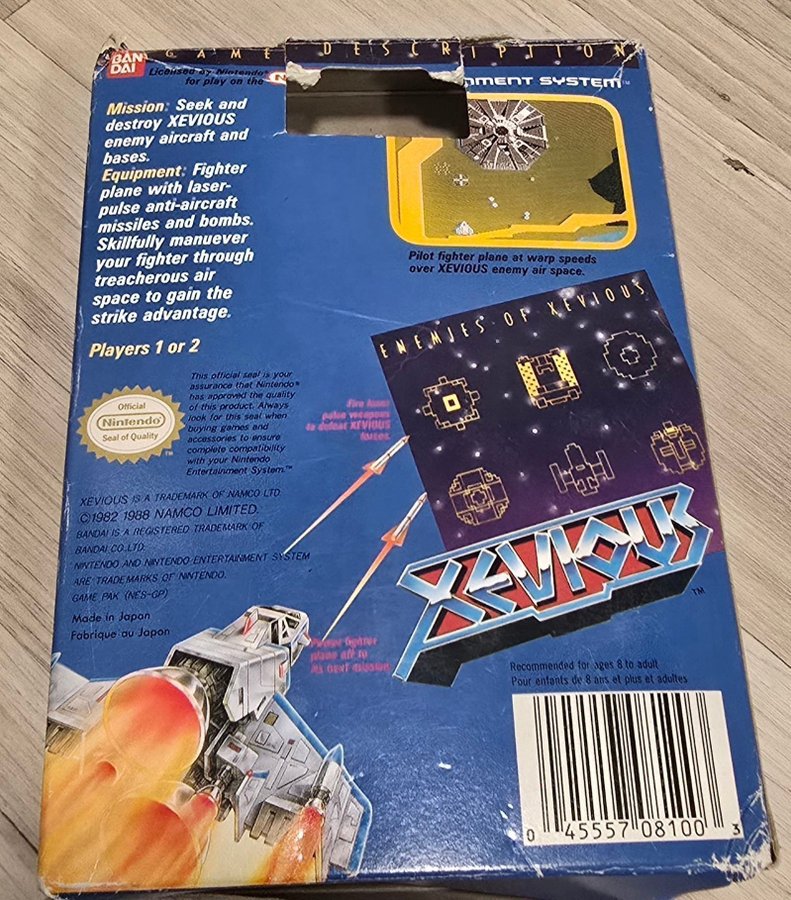 BAN
DAI
GAME DESCRIPTION
Licensed by Nintendo®
for play on the
NMENT SYSTEM™
Mission: Seek and
destroy XEVIOUS
enemy aircraft and
bases.
Equipment: Fighter
plane with laser-
pulse anti-aircraft
missiles and bombs.
Skillfully manuever
your fighter through
treacherous air
space to gain the
strike advantage.
Players 1 or 2
Pilot fighter plane at warp speeds
over XEVIOUS enemy air space.
ENEMIES OF XEVIOUS
Official
Nintendo
Seal of Quality
TM
This official seal is your
assurance that Nintendo®
has approved the quality
of this product. Always
look for this seal when
buying games and
accessories to ensure
complete compatibility
with your Nintendo
Entertainment System.™
Fire laser
pulse weapons
to defeat XEVIOUS
forces.
XEVIOUS IS A TRADEMARK OF NAMCO LTD.
©1982 1988 NAMCO LIMITED.
BANDAI IS A REGISTERED TRADEMARK OF
BANDAI CO. LTD.
NINTENDO AND NINTENDO ENTERTAINMENT SYSTEM
ARE TRADEMARKS OF NINTENDO.
GAME PAK (NES-GP)
Made in Japan
Fabrique au Japon
XEVIOUS
TM
fighter
plane off to
its next mission.
Recommended for ages 8 to adult
Pour enfants de 8 ans et plus et adultes
0 45557 08100 3